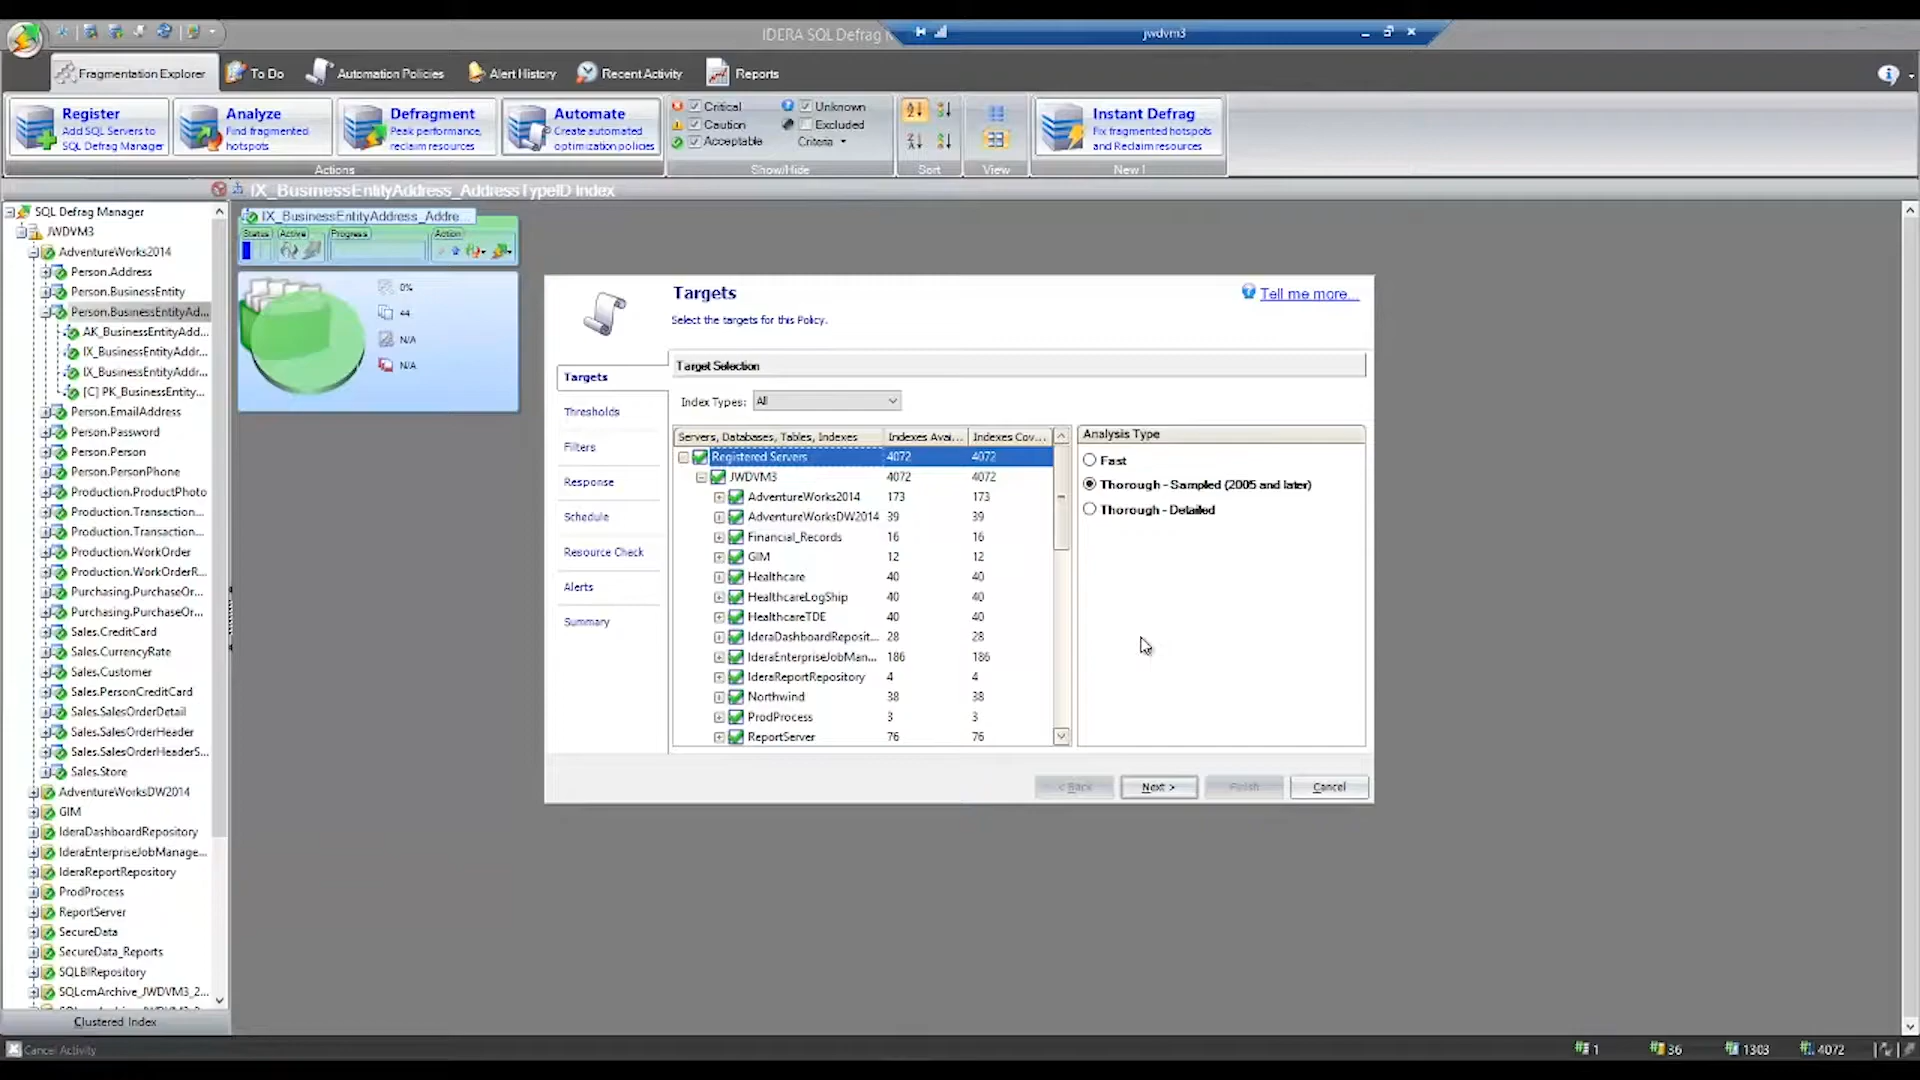 IDERA SQL Defrag
jwdvm3
Fragmentation Explorer
To Do
Automation Policies
Alert History
Recent Activity
Reports
Register
Add SQL Servers to
SQL Defrag Manager
Analyze
Find fragmented
hotspots
Defragment
Peak performance,
reclaim resources
Automate
Create automated
optimization policies
Actions
Critical
Caution
Acceptable
Unknown
Excluded
Criteria
Show/Hide
Sort
View
Instant Defrag
Fix fragmented hotspots
and Reclaim resources
New!
IX_BusinessEntityAddress_AddressTypeID Index
SQL Defrag Manager
JWDVM3
AdventureWorks2014
Person.Address
Person.BusinessEntity
Person.BusinessEntityAd...
AK_BusinessEntityAdd...
IX_BusinessEntityAddr...
IX_BusinessEntityAddr...
[C] PK_BusinessEntity...
Person.EmailAddress
Person.Password
Person.Person
Person.PersonPhone
Production.ProductPhoto
Production.Transaction...
Production.Transaction...
Production.WorkOrder
Production.WorkOrderR...
Purchasing.PurchaseOr...
Purchasing.PurchaseOr...
Sales.CreditCard
Sales.CurrencyRate
Sales.Customer
Sales.PersonCreditCard
Sales.SalesOrderDetail
Sales.SalesOrderHeader
Sales.SalesOrderHeaderS...
Sales.Store
AdventureWorksDW2014
GIM
IderaDashboardRepository
IderaEnterpriseJobManage...
IderaReportRepository
ProdProcess
ReportServer
SecureData
SecureData_Reports
SQLBIRepository
SQLcmArchive_JWDVM3_2...
Clustered Index
IX_BusinessEntityAddress_Addre...
Status
Active
Progress
Action
0%
44
N/A
N/A
Targets
Select the targets for this Policy.
Tell me more...
Targets
Thresholds
Filters
Response
Schedule
Resource Check
Alerts
Summary
Target Selection
Index Types: All
Servers, Databases, Tables, Indexes Indexes Avai... Indexes Cov...
Registered Servers 4072 4072
JWDVM3 4072 4072
AdventureWorks2014 173 173
AdventureWorksDW2014 39 39
Financial_Records 16 16
GIM 12 12
Healthcare 40 40
HealthcareLogShip 40 40
HealthcareTDE 40 40
IderaDashboardReposit... 28 28
IderaEnterpriseJobMan... 186 186
IderaReportRepository 4 4
Northwind 38 38
ProdProcess 3 3
ReportServer 76 76
Analysis Type
Fast
Thorough - Sampled (2005 and later)
Thorough - Detailed
< Back
Next >
Finish
Cancel
Cancel Activity
1
36
1303
4072